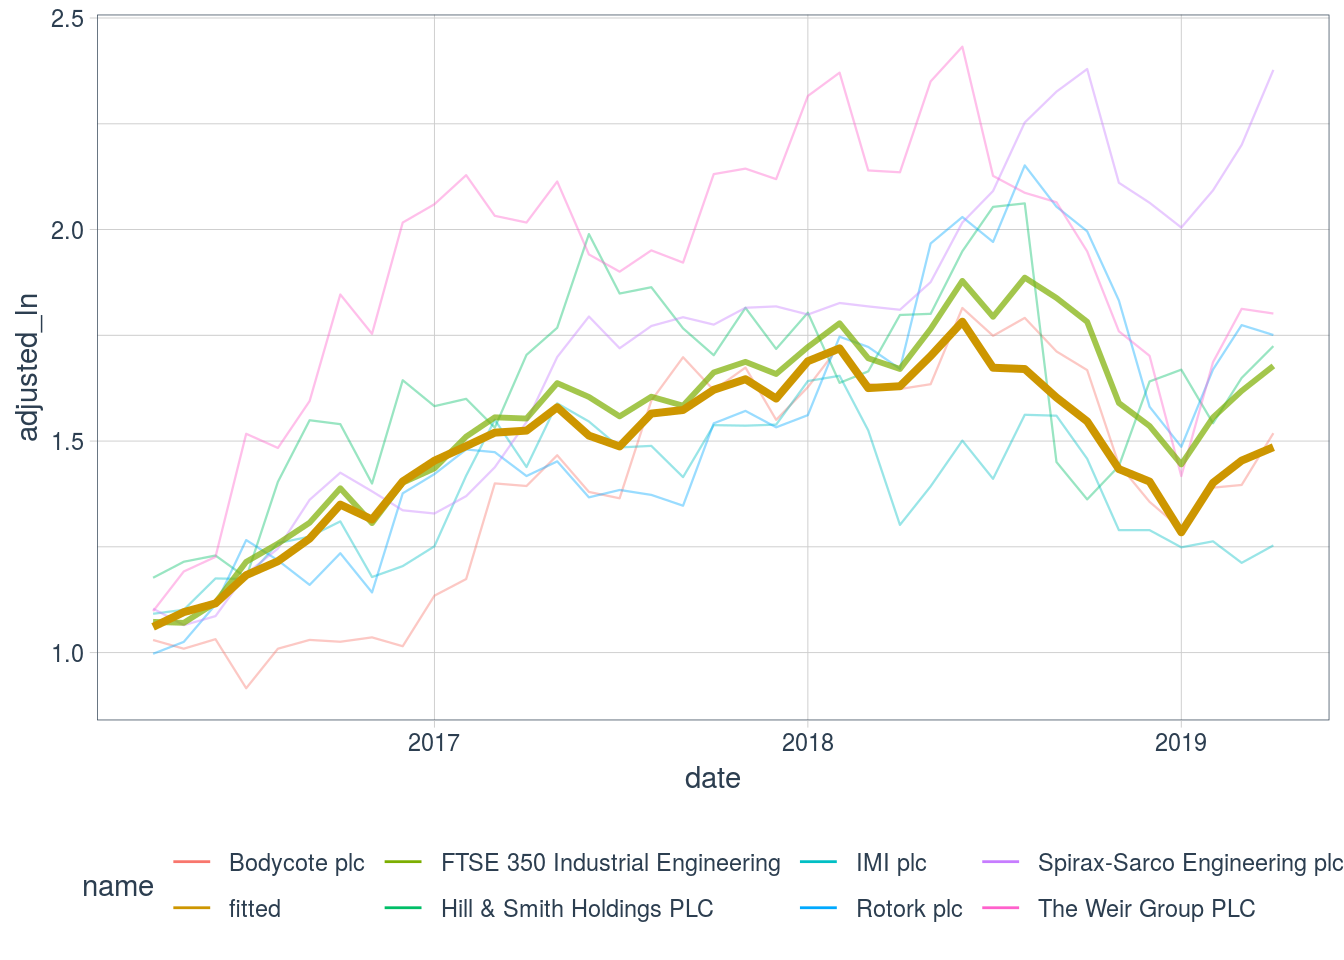 2.5
2.0
1.5
1.0
adjusted_ln
2017 2018 2019
date
name
Bodycote plc FTSE 350 Industrial Engineering IMI plc Spirax-Sarco Engineering plc
fitted Hill & Smith Holdings PLC Rotork plc The Weir Group PLC